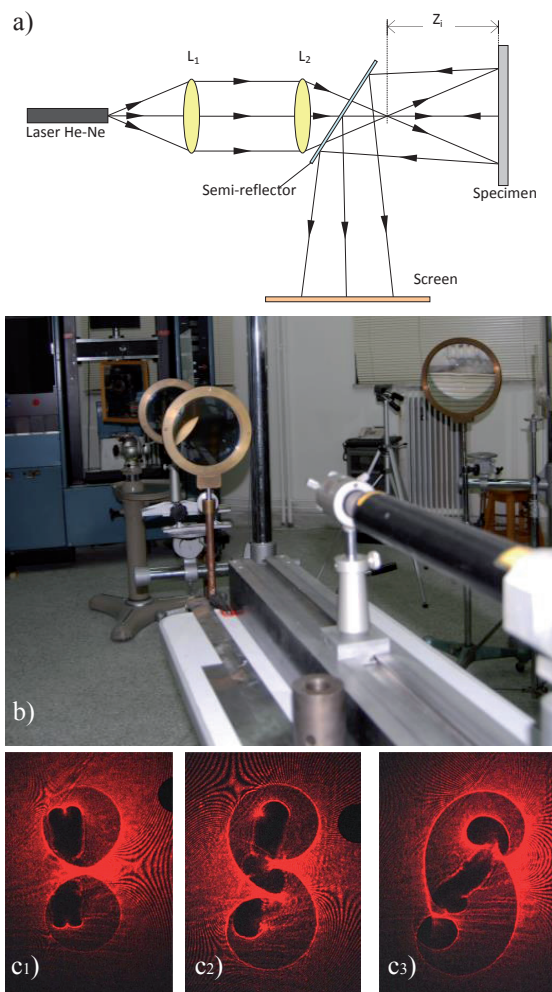 a)
Zi
L1
L2
Laser He-Ne
Semi-reflector
Specimen
Screen
b)
c1)
c2)
c3)